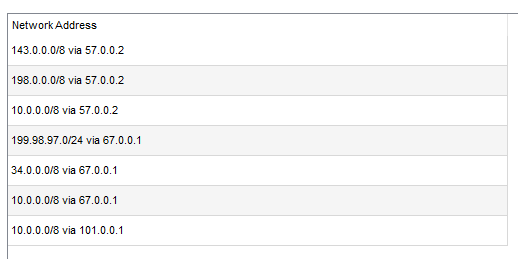 Network Address
143.0.0.0/8 via 57.0.0.2
198.0.0.0/8 via 57.0.0.2
10.0.0.0/8 via 57.0.0.2
199.98.97.0/24 via 67.0.0.1
34.0.0.0/8 via 67.0.0.1
10.0.0.0/8 via 67.0.0.1
10.0.0.0/8 via 101.0.0.1